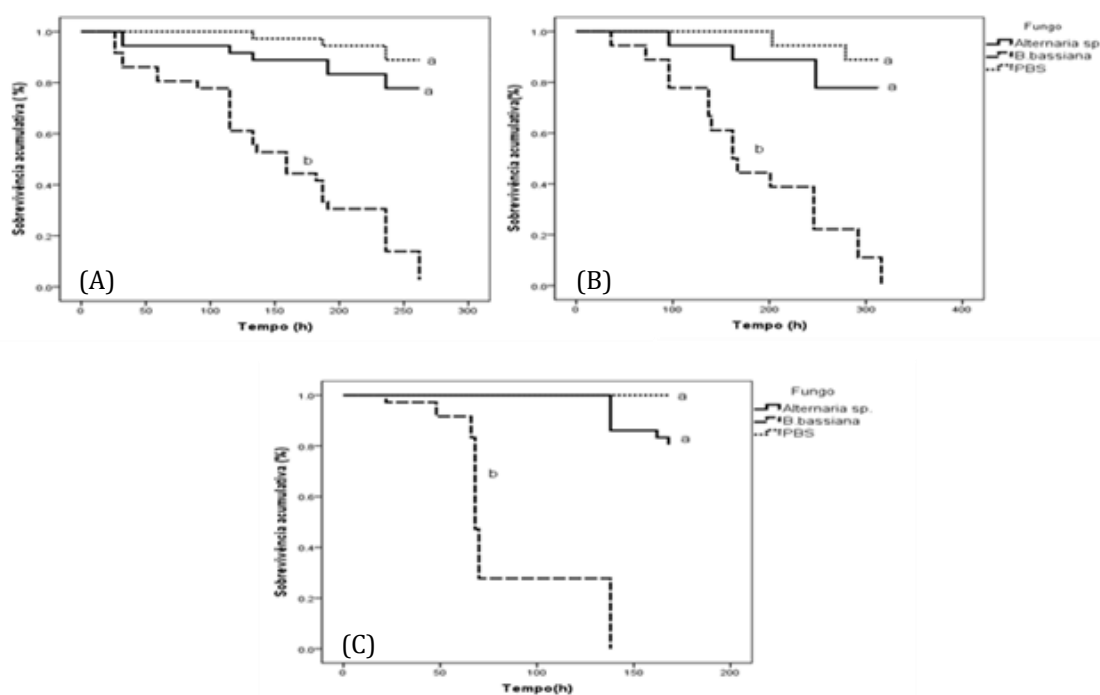 Sobrevivência acumulativa (%)
1.0
0.8
0.6
0.4
0.2
0.0
a
a
b
(A)
0
50
100
150
200
250
300
Tempo (h)
Sobrevivência acumulativa(%)
1.0
0.8
0.6
0.4
0.2
0.0
a
a
b
(B)
0
100
200
300
400
Tempo (h)
Fungo
Alternaria sp.
B.bassiana
PBS
Sobrevivência acumulativa (%)
1.0
0.8
0.6
0.4
0.2
0.0
a
a
b
(C)
0
50
100
150
200
Tempo(h)
Fungo
Alternaria sp.
B.bassiana
PBS